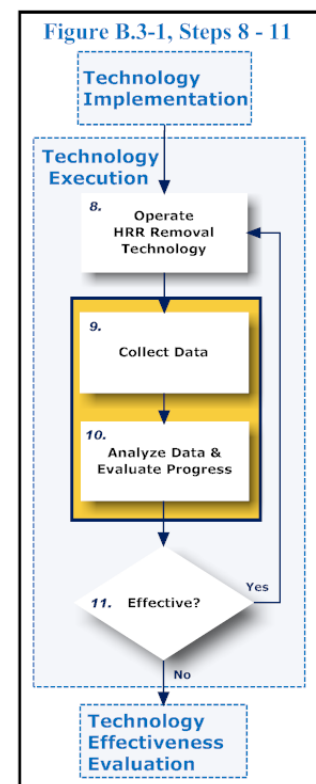 Figure B.3-1, Steps 8 - 11
Technology
Implementation
Technology
Execution
8.
Operate
HRR Removal
Technology
9.
Collect Data
10.
Analyze Data &
Evaluate Progress
11. Effective?
Yes
No
Technology
Effectiveness
Evaluation